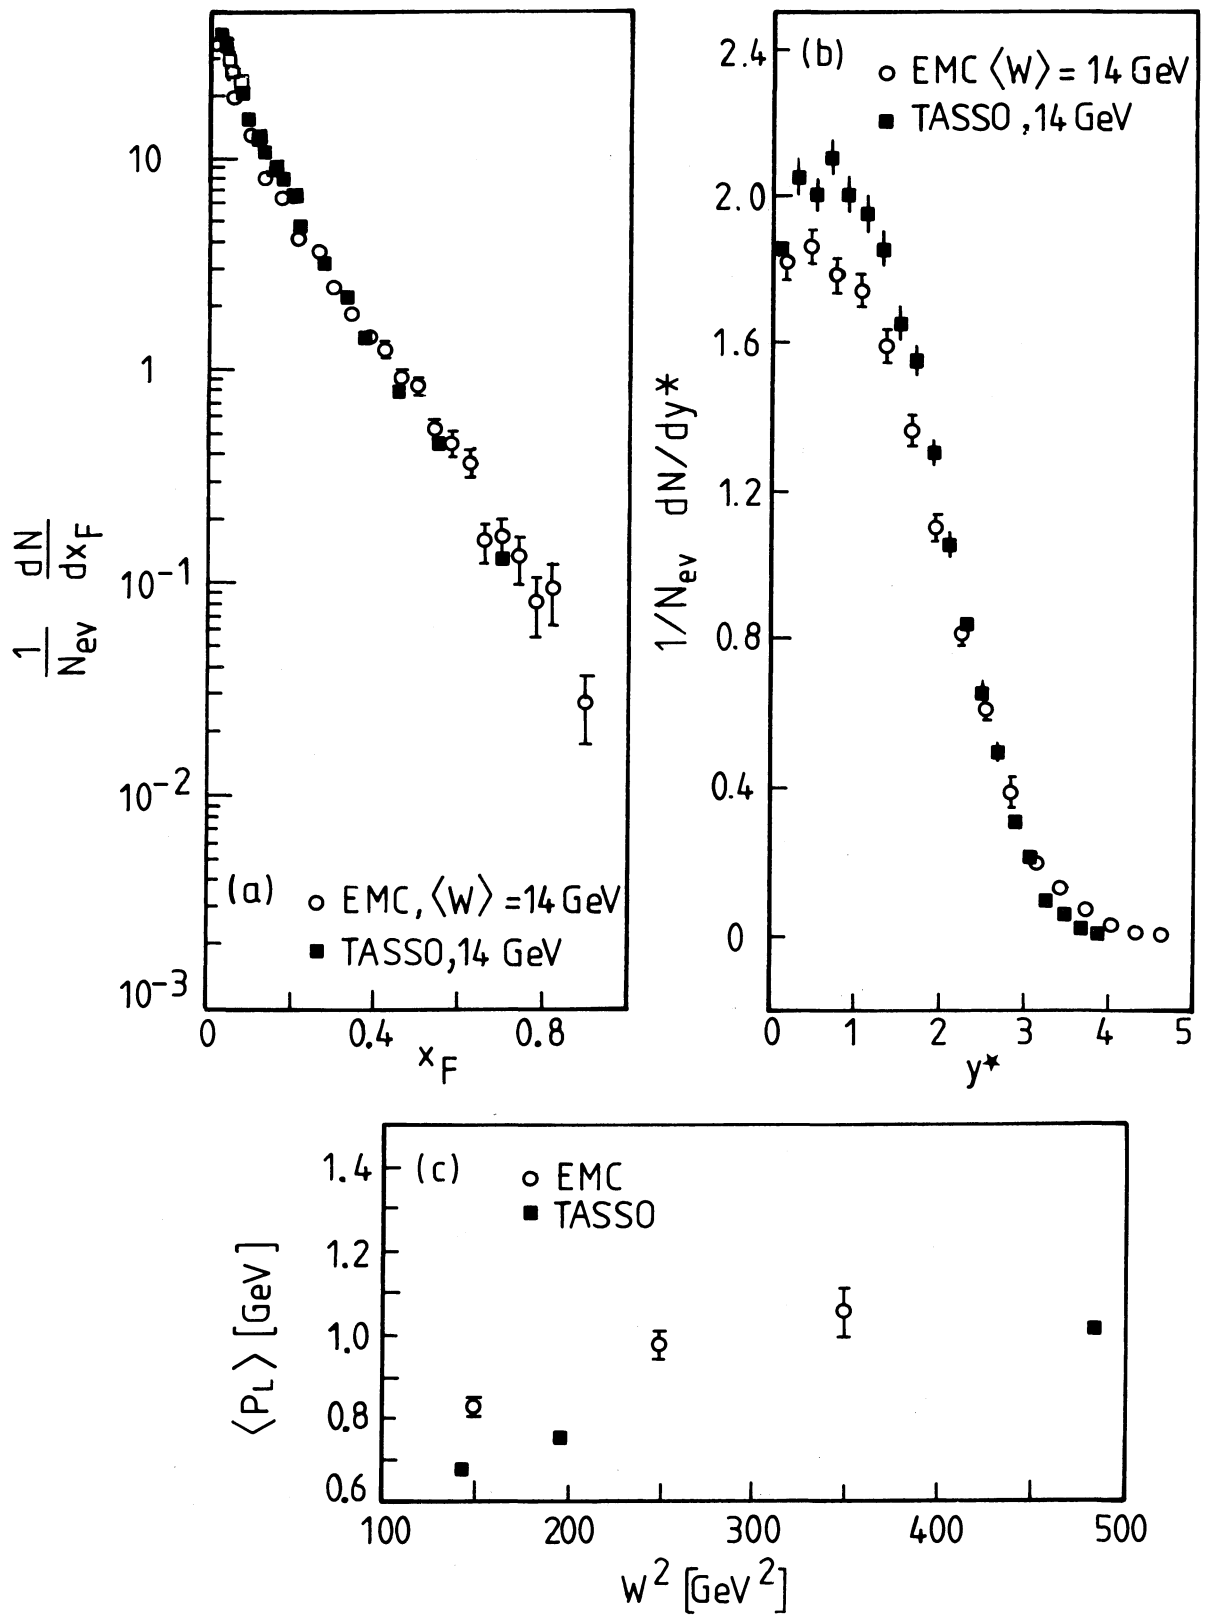 10
1
10⁻¹
10⁻²
10⁻³
1/N_ev dN/dx_F
(a)
○ EMC, ⟨W⟩ = 14 GeV
■ TASSO, 14 GeV
0 0.4 0.8
x_F
(b)
○ EMC ⟨W⟩ = 14 GeV
■ TASSO , 14 GeV
2.4
2.0
1.6
1.2
0.8
0.4
0
1/N_ev dN/dy*
0 1 2 3 4 5
y*
(c)
○ EMC
■ TASSO
1.4
1.2
1.0
0.8
0.6
⟨P_L⟩ [GeV]
100 200 300 400 500
W² [GeV²]